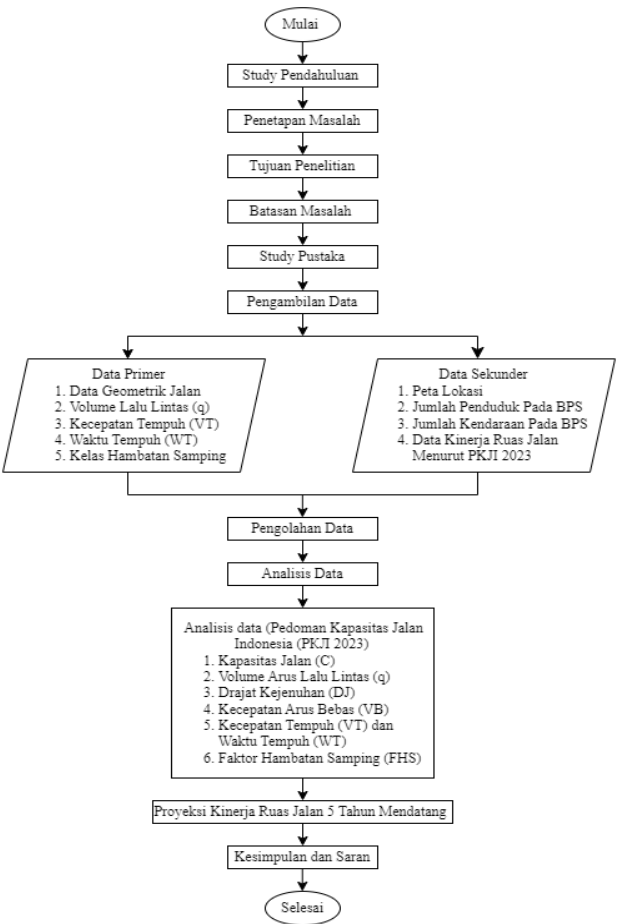 Mulai
Study Pendahuluan
Penetapan Masalah
Tujuan Penelitian
Batasan Masalah
Study Pustaka
Pengambilan Data
Data Primer
1. Data Geometrik Jalan
2. Volume Lalu Lintas (q)
3. Kecepatan Tempuh (VT)
4. Waktu Tempuh (WT)
5. Kelas Hambatan Samping
Data Sekunder
1. Peta Lokasi
2. Jumlah Penduduk Pada BPS
3. Jumlah Kendaraan Pada BPS
4. Data Kinerja Ruas Jalan
Menurut PKJI 2023
Pengolahan Data
Analisis Data
Analisis data (Pedoman Kapasitas Jalan
Indonesia (PKJI 2023)
1. Kapasitas Jalan (C)
2. Volume Arus Lalu Lintas (q)
3. Drajat Kejenuhan (DJ)
4. Kecepatan Arus Bebas (VB)
5. Kecepatan Tempuh (VT) dan
Waktu Tempuh (WT)
6. Faktor Hambatan Samping (FHS)
Proyeksi Kinerja Ruas Jalan 5 Tahun Mendatang
Kesimpulan dan Saran
Selesai